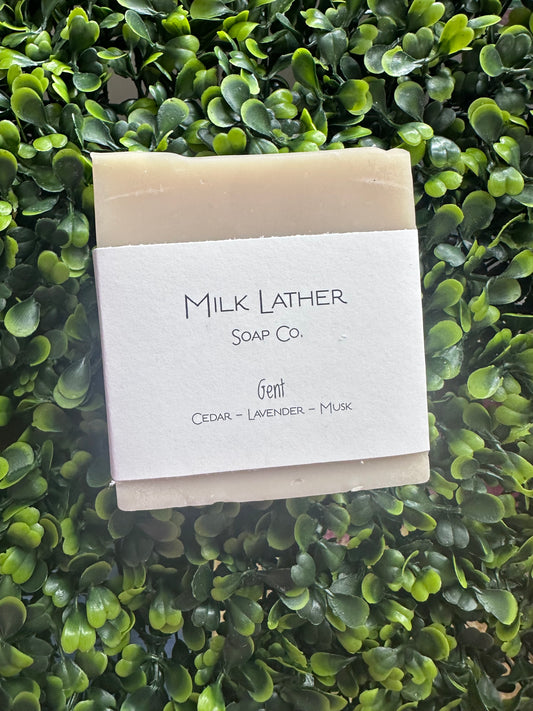 Milk Lather
Soap Co.
Gent
Cedar – Lavender – Musk